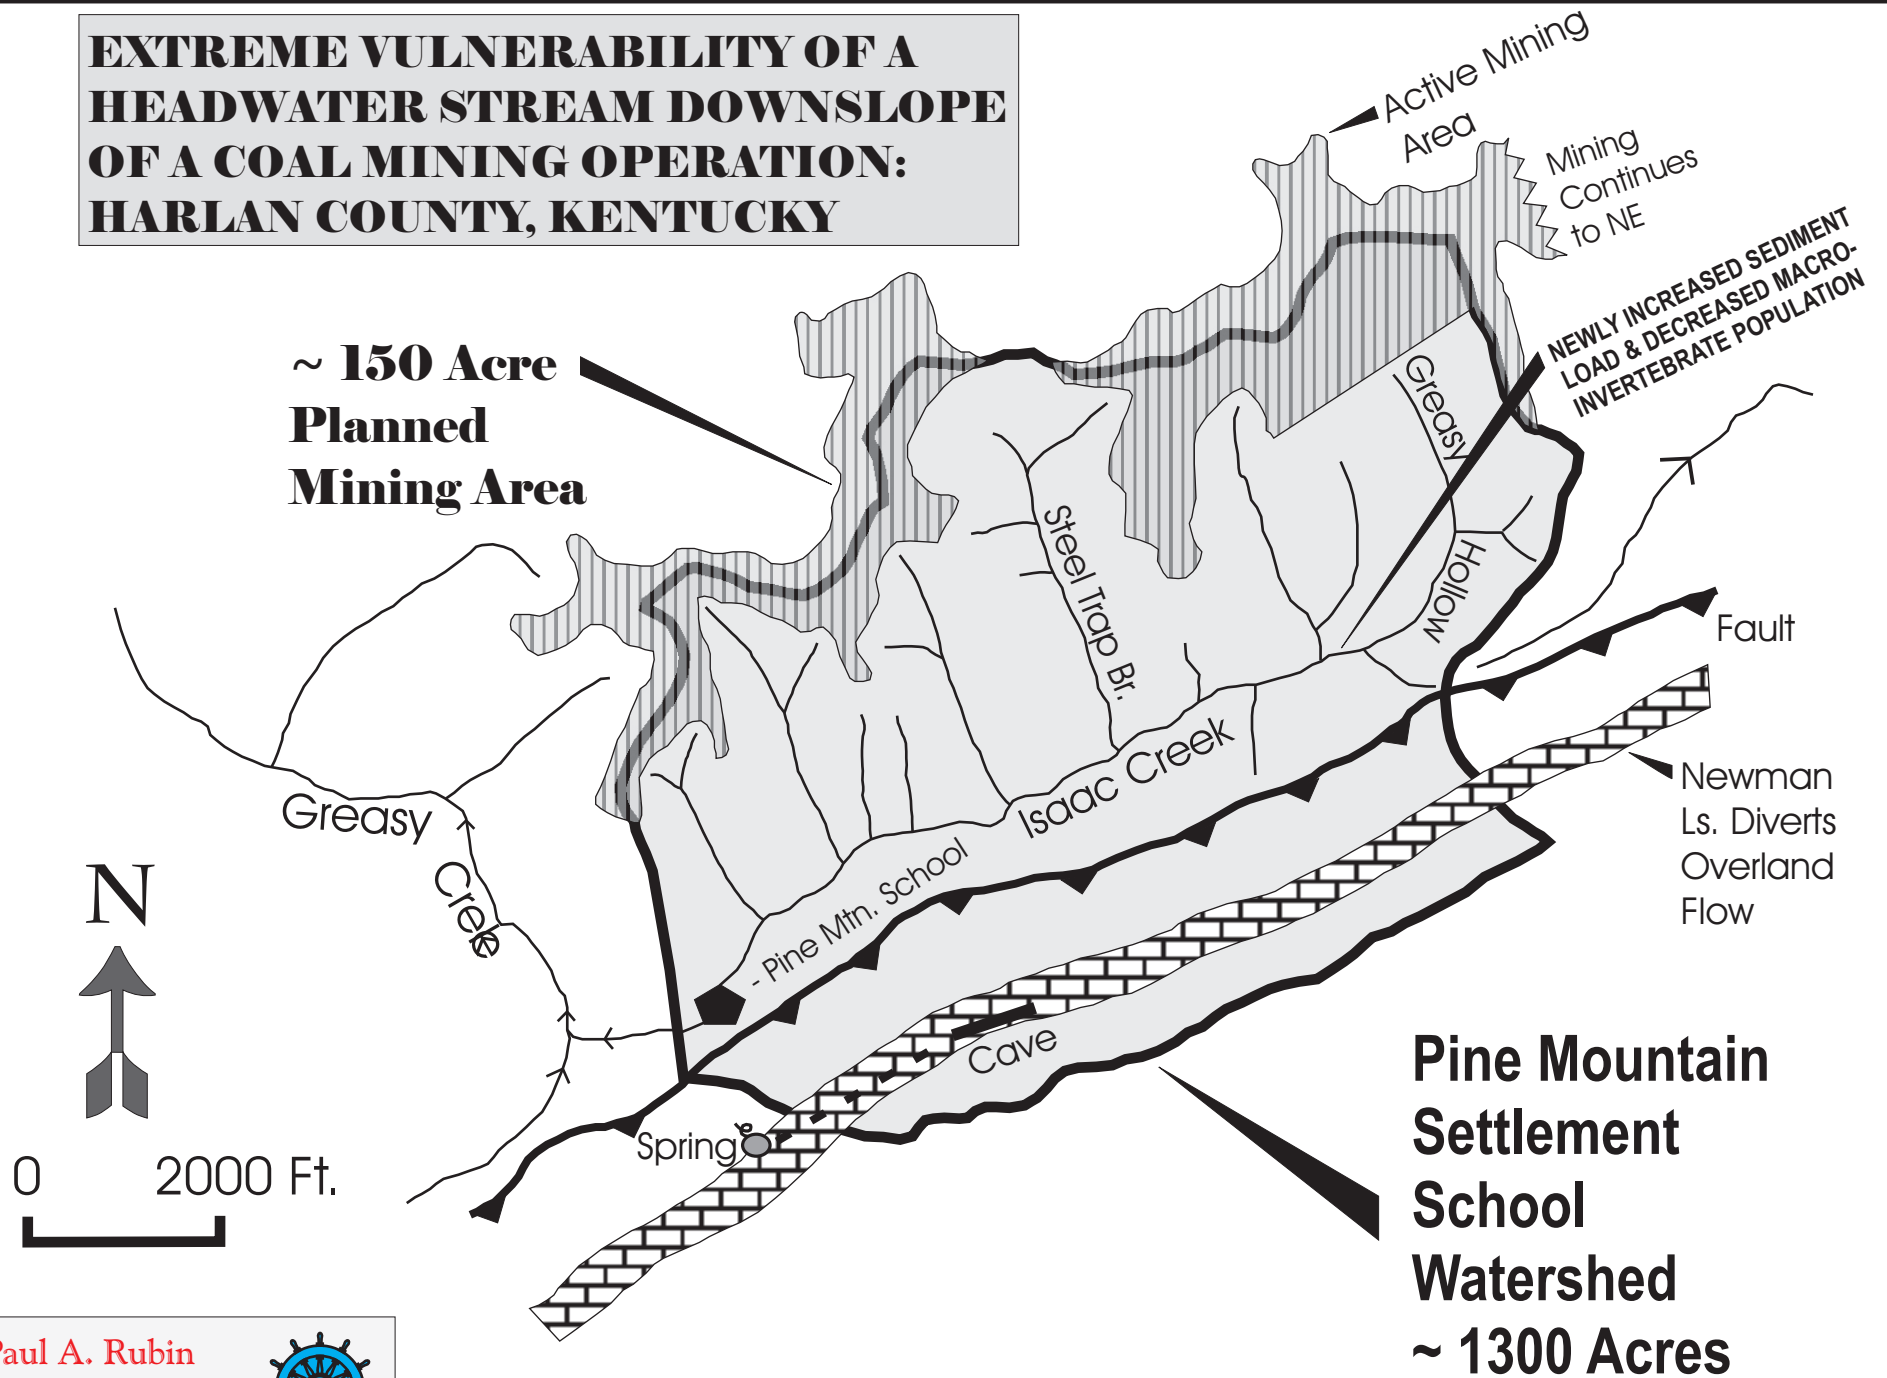 EXTREME VULNERABILITY OF A
HEADWATER STREAM DOWNSLOPE
OF A COAL MINING OPERATION:
HARLAN COUNTY, KENTUCKY
Active Mining
Area
Mining
Continues
to NE
NEWLY INCREASED SEDIMENT
LOAD & DECREASED MACRO-
INVERTEBRATE POPULATION
~ 150 Acre
Planned
Mining Area
Greasy
Hollow
Steel Trap Br.
Fault
Isaac Creek
Greasy
Creek
Newman
Ls. Diverts
Overland
Flow
- Pine Mtn. School
N
Cave
Spring
0 2000 Ft.
Pine Mountain
Settlement
School
Watershed
~ 1300 Acres
Paul A. Rubin